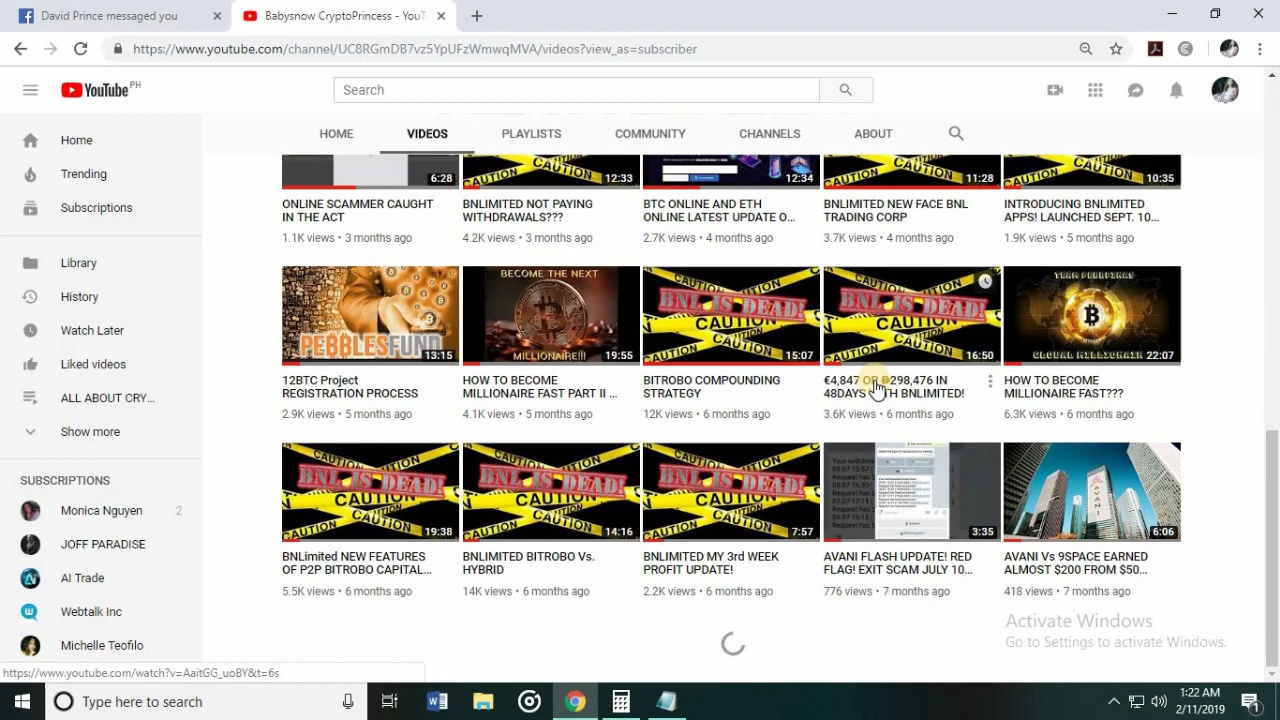 David Prince messaged you
Babysnow CryptoPrincess - YouT
https://www.youtube.com/channel/UC8RGmDB7vz5YpUFzWmwqMVA/videos?view_as=subscriber
YouTube PH
Search
HOME VIDEOS PLAYLISTS COMMUNITY CHANNELS ABOUT
Home
Trending
Subscriptions
Library
History
Watch Later
Liked videos
ALL ABOUT CRY...
Show more
SUBSCRIPTIONS
Monica Nguyen 2
JOFF PARADISE
AI Trade
Webtalk Inc
Michelle Teofilo
6:28
ONLINE SCAMMER CAUGHT
IN THE ACT
1.1K views • 3 months ago
CAUTION
12:33
BNLIMITED NOT PAYING
WITHDRAWALS???
4.2K views • 3 months ago
12:34
BTC ONLINE AND ETH
ONLINE LATEST UPDATE O...
2.7K views • 4 months ago
CAUTION
11:28
BNLIMITED NEW FACE BNL
TRADING CORP
3.7K views • 4 months ago
CAUTION
10:35
INTRODUCING BNLIMITED
APPS! LAUNCHED SEPT. 10...
1.9K views • 5 months ago
PEBBLESFUND
13:15
12BTC Project
REGISTRATION PROCESS
2.9K views • 5 months ago
BECOME THE NEXT
MILLIONAIRE!!!
19:55
HOW TO BECOME
MILLIONAIRE FAST PART II ...
4.1K views • 5 months ago
BNL IS DEAD!
CAUTION
15:07
BITROBO COMPOUNDING
STRATEGY
12K views • 6 months ago
BNL IS DEAD!
CAUTION
16:50
€4,847 OR ₱298,476 IN
48DAYS WITH BNLIMITED!
3.6K views • 6 months ago
TEAM PEEPINAS
GLOBAL MILLIONAIR
22:07
HOW TO BECOME
MILLIONAIRE FAST???
6.3K views • 6 months ago
BNL IS DEAD!
CAUTION
19:38
BNLimited NEW FEATURES
OF P2P BITROBO CAPITAL...
5.5K views • 6 months ago
BNL IS DEAD!
CAUTION
14:16
BNLIMITED BITROBO Vs.
HYBRID
14K views • 6 months ago
BNL IS DEAD!
CAUTION
7:57
BNLIMITED MY 3rd WEEK
PROFIT UPDATE!
2.2K views • 6 months ago
3:35
AVANI FLASH UPDATE! RED
FLAG! EXIT SCAM JULY 10...
776 views • 7 months ago
6:06
AVANI Vs 9SPACE EARNED
ALMOST $200 FROM $50...
418 views • 7 months ago
Activate Windows
Go to Settings to activate Windows.
https://www.youtube.com/watch?v=AaitGG_uoBY&t=6s
Type here to search
1:22 AM
2/11/2019
1